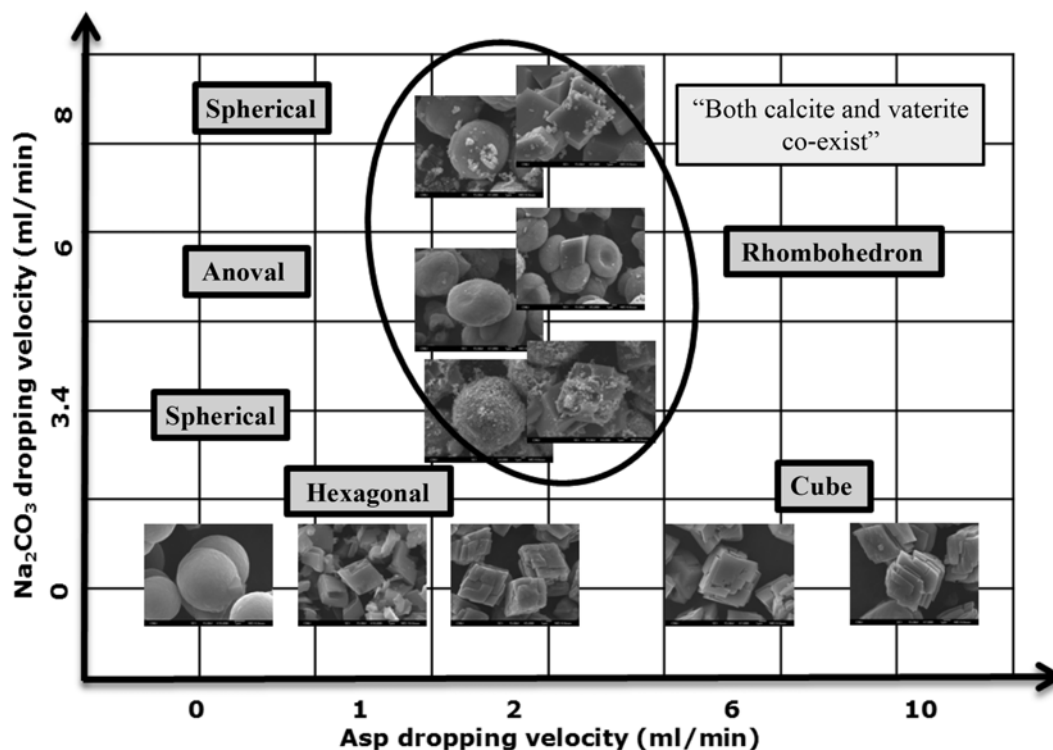 8
6
3.4
0
Na₂CO₃ dropping velocity (ml/min)
Spherical
“Both calcite and vaterite
co-exist”
Anoval
Rhombohedron
Spherical
Hexagonal
Cube
0 1 2 6 10
Asp dropping velocity (ml/min)